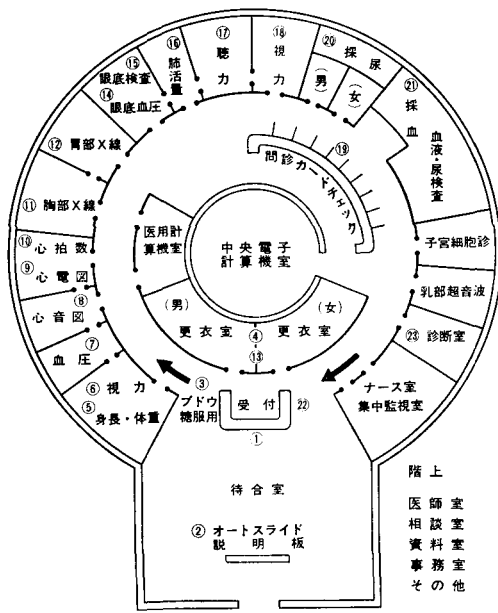 ⑰ 聴力
⑱ 視力
⑳ 採尿
(男)
(女)
㉑ 採血
血液・尿検査
⑯ 肺活量
⑮ 眼底検査
⑭ 眼底血圧
⑫ 胃部X線
⑪ 胸部X線
⑩ 心拍数
⑨ 心電図
⑧ 心音図
⑦ 血圧
⑥ 視力
⑤ 身長・体重
⑲ 問診カードチェック
医用計算機室
中央電子
計算機室
子宮細胞診
乳部超音波
㉓ 診断室
ナース室
集中監視室
(男)
更衣室
④
⑬
(女)
更衣室
③ ブドウ
糖服用
受付
㉒
①
待合室
② オートスライド
説明板
階上
医師室
相談室
資料室
事務室
その他